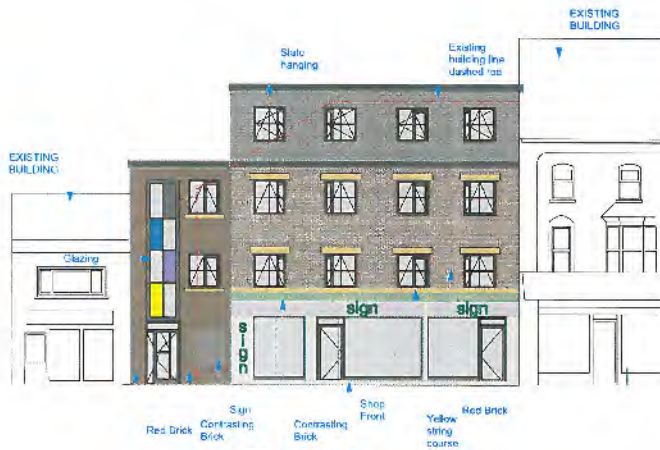 EXISTING
BUILDING
Slate
hanging
Existing
building line
dashed red
EXISTING
BUILDING
Glazing
sign
sign
s
i
g
n
Sign
Red Brick
Contrasting
Brick
Contrasting
Brick
Shop
Front
Yellow
string
course
Red Brick